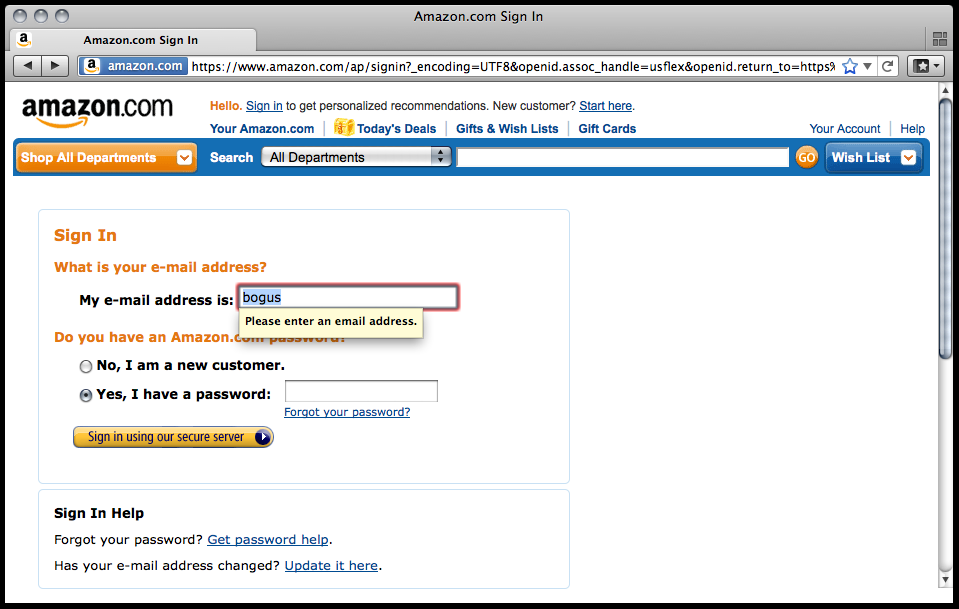 Amazon.com Sign In
a Amazon.com Sign In
a amazon.com https://www.amazon.com/ap/signin?_encoding=UTF8&openid.assoc_handle=usflex&openid.return_to=https%
amazon.com
Hello. Sign in to get personalized recommendations. New customer? Start here.
Your Amazon.com Today's Deals Gifts & Wish Lists Gift Cards Your Account Help
Shop All Departments Search All Departments GO Wish List
Sign In
What is your e-mail address?
My e-mail address is: bogus
Please enter an email address.
Do you have an Amazon.com password?
No, I am a new customer.
Yes, I have a password:
Forgot your password?
Sign in using our secure server
Sign In Help
Forgot your password? Get password help.
Has your e-mail address changed? Update it here.